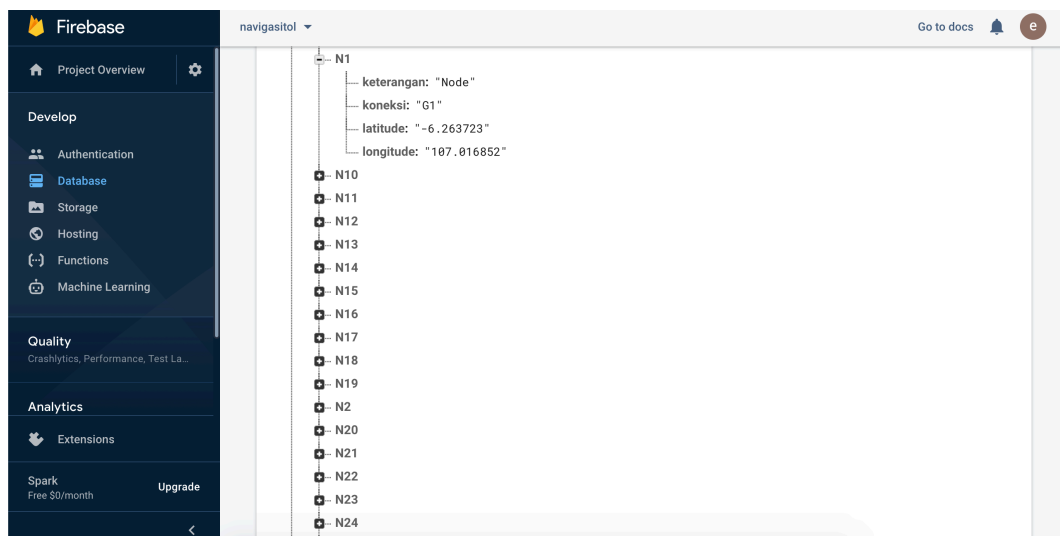 Firebase
navigasitol
Go to docs
e
Project Overview
Develop
Authentication
Database
Storage
Hosting
Functions
Machine Learning
Quality
Crashlytics, Performance, Test La...
Analytics
Extensions
Spark
Free $0/month
Upgrade
N1
keterangan: "Node"
koneksi: "G1"
latitude: "-6.263723"
longitude: "107.016852"
N10
N11
N12
N13
N14
N15
N16
N17
N18
N19
N2
N20
N21
N22
N23
N24